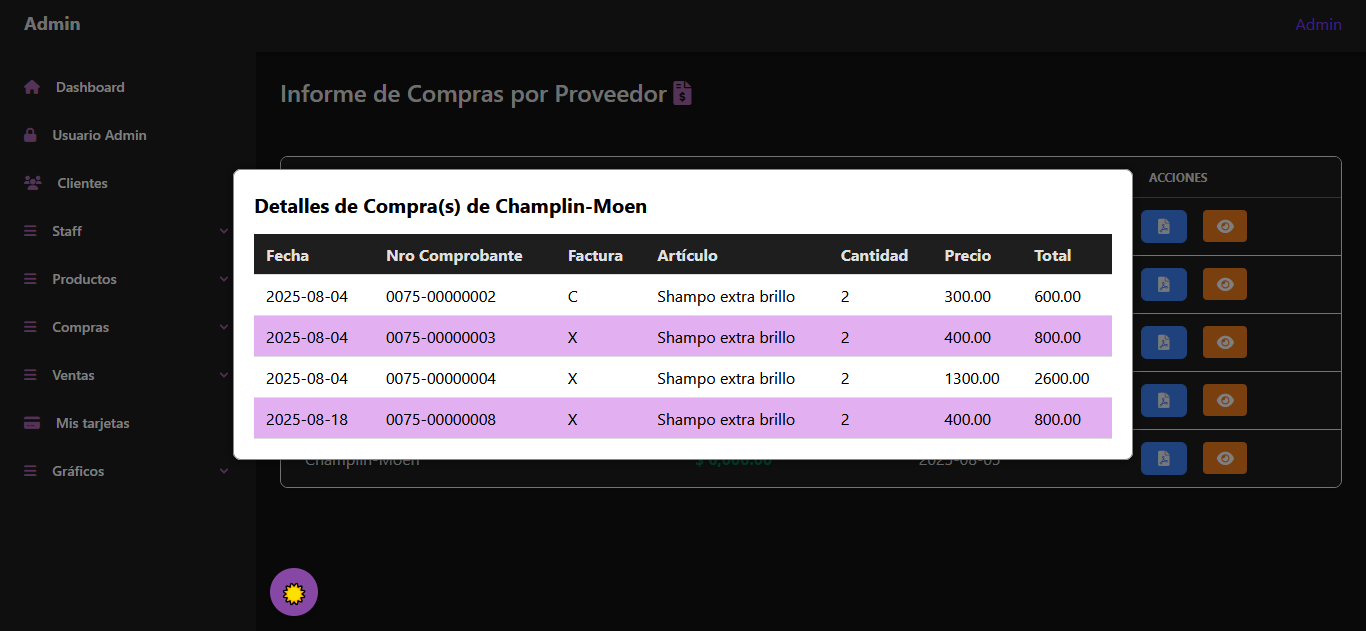 Admin
Admin
Dashboard
Usuario Admin
Clientes
Staff
Productos
Compras
Ventas
Mis tarjetas
Gráficos
Informe de Compras por Proveedor
ACCIONES
Detalles de Compra(s) de Champlin-Moen
Fecha Nro Comprobante Factura Artículo Cantidad Precio Total
2025-08-04 0075-00000002 C Shampo extra brillo 2 300.00 600.00
2025-08-04 0075-00000003 X Shampo extra brillo 2 400.00 800.00
2025-08-04 0075-00000004 X Shampo extra brillo 2 1300.00 2600.00
2025-08-18 0075-00000008 X Shampo extra brillo 2 400.00 800.00
Champlin-Moen